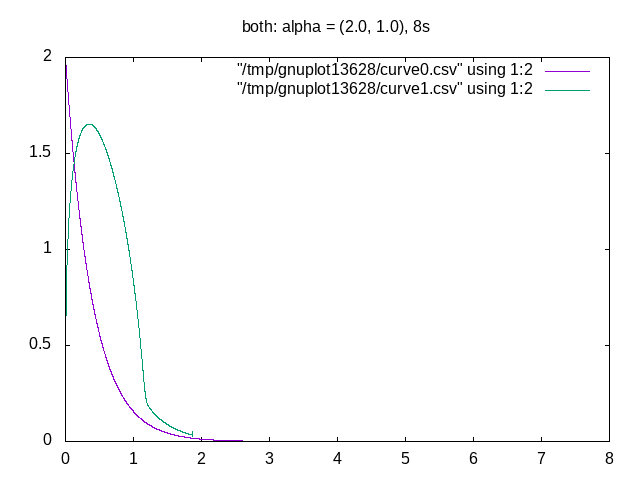 both: alpha = (2.0, 1.0), 8s
"/tmp/gnuplot13628/curve0.csv" using 1:2
"/tmp/gnuplot13628/curve1.csv" using 1:2
2
1.5
1
0.5
0
0 1 2 3 4 5 6 7 8